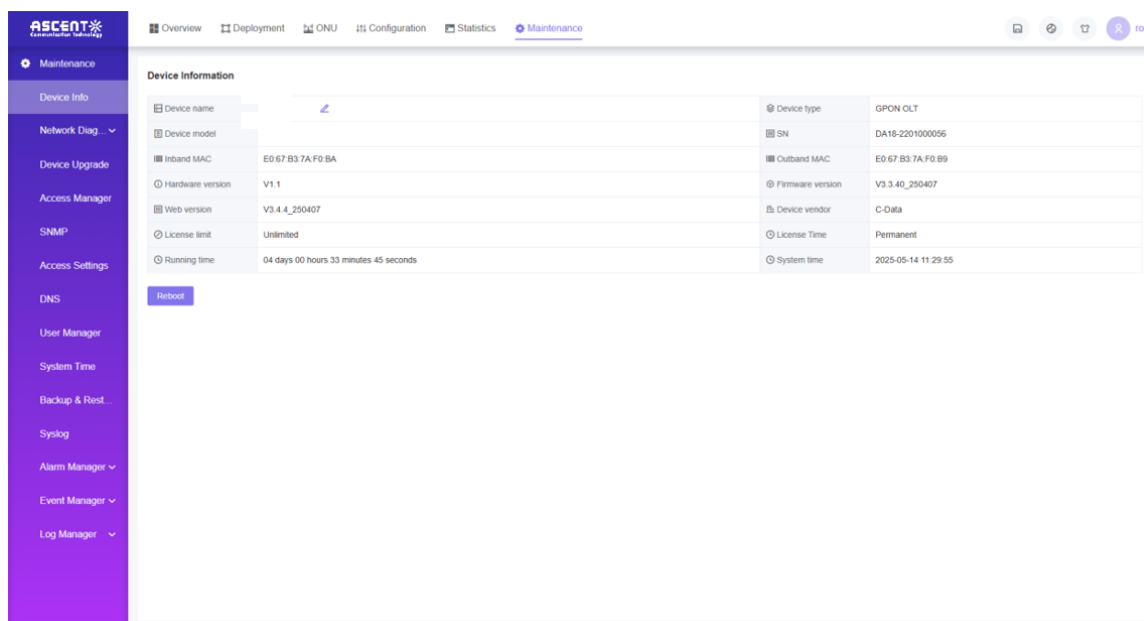 ASCENT
Communication Technology
Overview Deployment ONU Configuration Statistics Maintenance ro
Maintenance
Device Info
Network Diag...
Device Upgrade
Access Manager
SNMP
Access Settings
DNS
User Manager
System Time
Backup & Rest...
Syslog
Alarm Manager
Event Manager
Log Manager
Device Information
Device name Device type GPON OLT
Device model SN DA18-2201000056
Inband MAC E0:67:B3:7A:F0:BA Outband MAC E0:67:B3:7A:F0:B9
Hardware version V1.1 Firmware version V3.3.40_250407
Web version V3.4.4_250407 Device vendor C-Data
License limit Unlimited License Time Permanent
Running time 04 days 00 hours 33 minutes 45 seconds System time 2025-05-14 11:29:55
Reboot